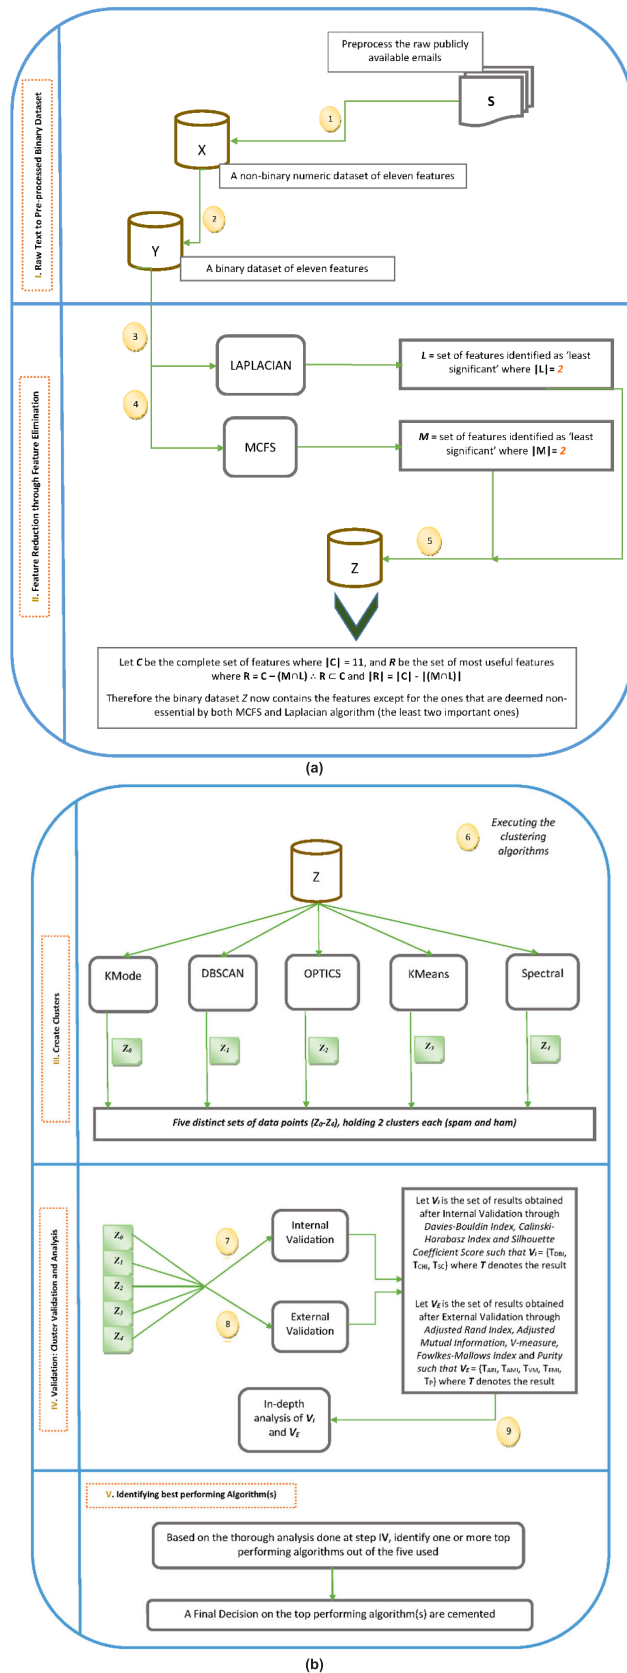 I. Raw Text to Pre-processed Binary Dataset
Preprocess the raw publicly
available emails
S
1
X
A non-binary numeric dataset of eleven features
2
Y
A binary dataset of eleven features
II. Feature Reduction through Feature Elimination
3
LAPLACIAN
L = set of features identified as ‘least
significant’ where |L|= 2
4
MCFS
M = set of features identified as ‘least
significant’ where |M|= 2
5
Z
Let C be the complete set of features where |C| = 11, and R be the set of most useful features
where R = C – (M∩L) ∴ R ⊂ C and |R| = |C| - |(M∩L)|
Therefore the binary dataset Z now contains the features except for the ones that are deemed non-
essential by both MCFS and Laplacian algorithm (the least two important ones)
(a)
III. Create Clusters
6
Executing the
clustering
algorithms
Z
KMode
DBSCAN
OPTICS
KMeans
Spectral
Z0
Z1
Z2
Z3
Z4
Five distinct sets of data points (Z0-Z4), holding 2 clusters each (spam and ham)
IV. Validation: Cluster Validation and Analysis
Z0
Z1
Z2
Z3
Z4
7
Internal
Validation
8
External
Validation
Let VI is the set of results obtained
after Internal Validation through
Davies-Bouldin Index, Calinski-
Harabasz Index and Silhouette
Coefficient Score such that VI = {TDBI,
TCHI, TSC} where T denotes the result
Let VE is the set of results obtained
after External Validation through
Adjusted Rand Index, Adjusted
Mutual Information, V-measure,
Fowlkes-Mallows Index and Purity
such that VE = {TARI, TAMI, TVM, TFMI,
TP} where T denotes the result
In-depth
analysis of VI
and VE
9
V. Identifying best performing Algorithm(s)
Based on the thorough analysis done at step IV, identify one or more top
performing algorithms out of the five used
A Final Decision on the top performing algorithm(s) are cemented
(b)